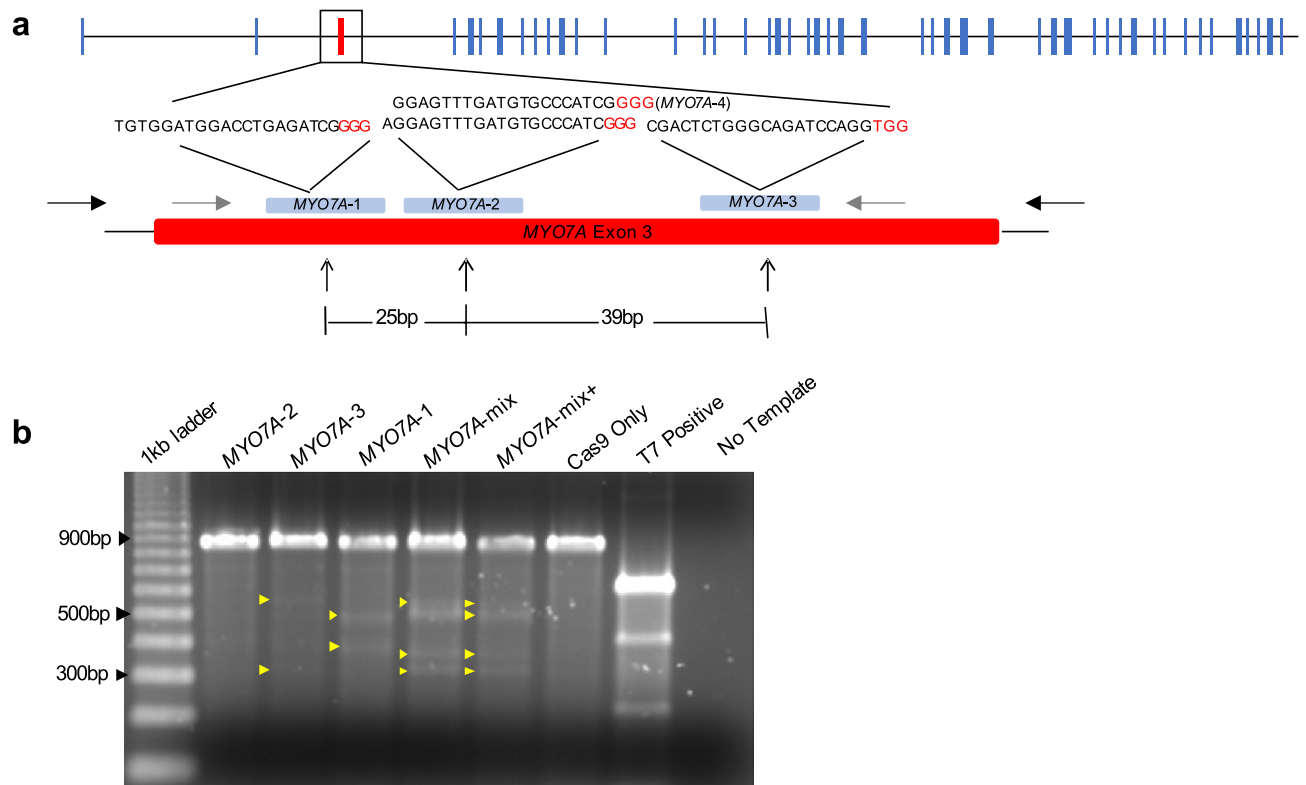 a
GGAGTTTGATGTGCCCATCGGGG(MYO7A-4)
TGTGGATGGACCTGAGATCGGGG AGGAGTTTGATGTGCCCATCGGG CGACTCTGGGCAGATCCAGGTGG
MYO7A-1 MYO7A-2 MYO7A-3
MYO7A Exon 3
25bp 39bp
b
1kb ladder MYO7A-2 MYO7A-3 MYO7A-1 MYO7A-mix MYO7A-mix+ Cas9 Only T7 Positive No Template
900bp
500bp
300bp